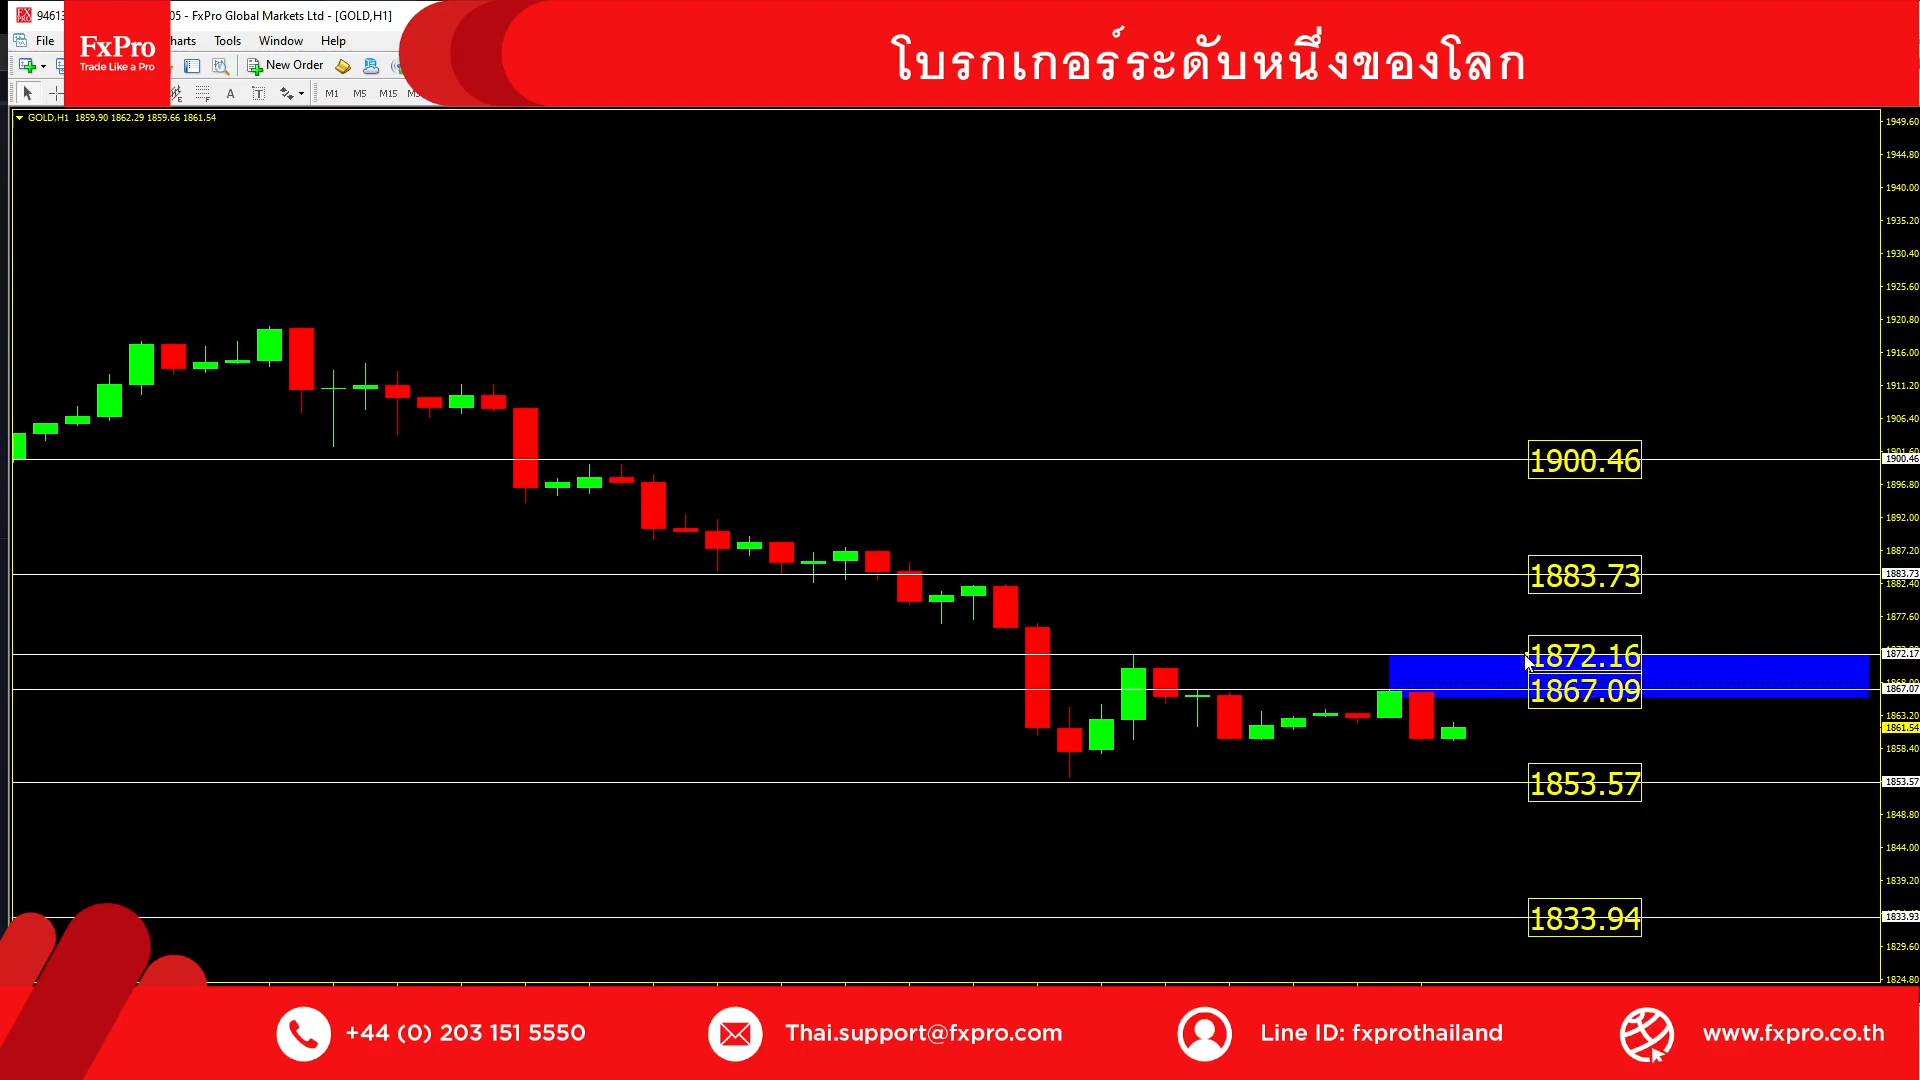 9461
05 - FxPro Global Markets Ltd - [GOLD,H1]
File
harts
Tools
Window
Help
FxPro
Trade Like a Pro
New Order
A
T
M1
M5
M15
โบรกเกอร์ระดับหนึ่งของโลก
GOLD,H1 1859.90 1862.29 1859.66 1861.54
1949.60
1944.80
1940.00
1935.20
1930.40
1925.60
1920.80
1916.00
1911.20
1906.40
1900.46
1900.46
1896.80
1892.00
1887.20
1883.73
1883.73
1882.40
1877.60
1872.16
1872.17
1867.09
1867.07
1863.20
1861.54
1858.40
1853.57
1853.57
1848.80
1844.00
1839.20
1833.94
1833.93
1829.60
1824.80
+44 (0) 203 151 5550
Thai.support@fxpro.com
Line ID: fxprothailand
www.fxpro.co.th